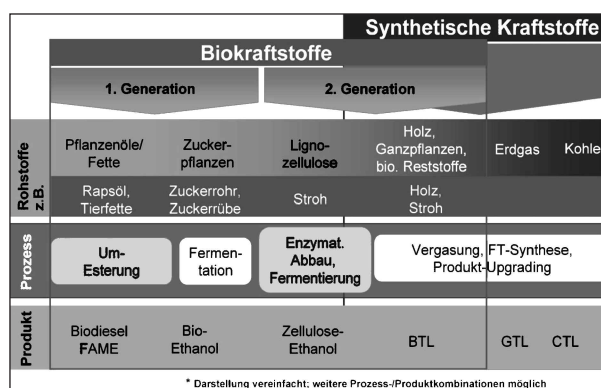 Synthetische Kraftstoffe
Biokraftstoffe
1. Generation
2. Generation
Rohstoffe
z.B.
Pflanzenöle/
Fette
Zucker-
pflanzen
Ligno-
zellulose
Holz,
Ganzpflanzen,
bio. Reststoffe
Erdgas
Kohle
Rapsöl,
Tierfette
Zuckerrohr,
Zuckerrübe
Stroh
Holz,
Stroh
Prozess
Um-
Esterung
Fermen-
tation
Enzymat.
Abbau,
Fermentierung
Vergasung, FT-Synthese,
Produkt-Upgrading
Produkt
Biodiesel
FAME
Bio-
Ethanol
Zellulose-
Ethanol
BTL
GTL
CTL
* Darstellung vereinfacht; weitere Prozess-/Produktkombinationen möglich